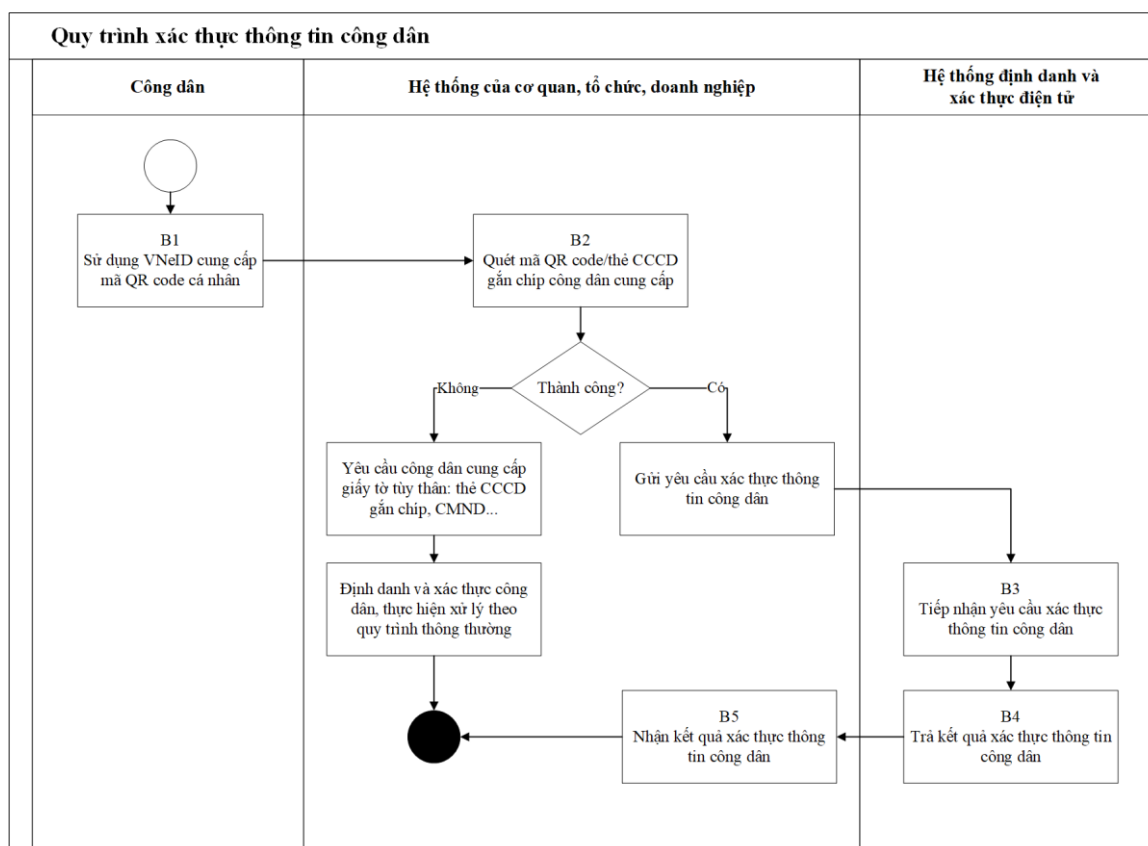 Quy trình xác thực thông tin công dân
Công dân
Hệ thống của cơ quan, tổ chức, doanh nghiệp
Hệ thống định danh và
xác thực điện tử
B1
Sử dụng VNeID cung cấp
mã QR code cá nhân
B2
Quét mã QR code/thẻ CCCD
gắn chip công dân cung cấp
Thành công?
Không
Có
Yêu cầu công dân cung cấp
giấy tờ tùy thân: thẻ CCCD
gắn chip, CMND...
Gửi yêu cầu xác thực thông
tin công dân
Định danh và xác thực công
dân, thực hiện xử lý theo
quy trình thông thường
B3
Tiếp nhận yêu cầu xác thực
thông tin công dân
B5
Nhận kết quả xác thực thông
tin công dân
B4
Trả kết quả xác thực thông tin
công dân